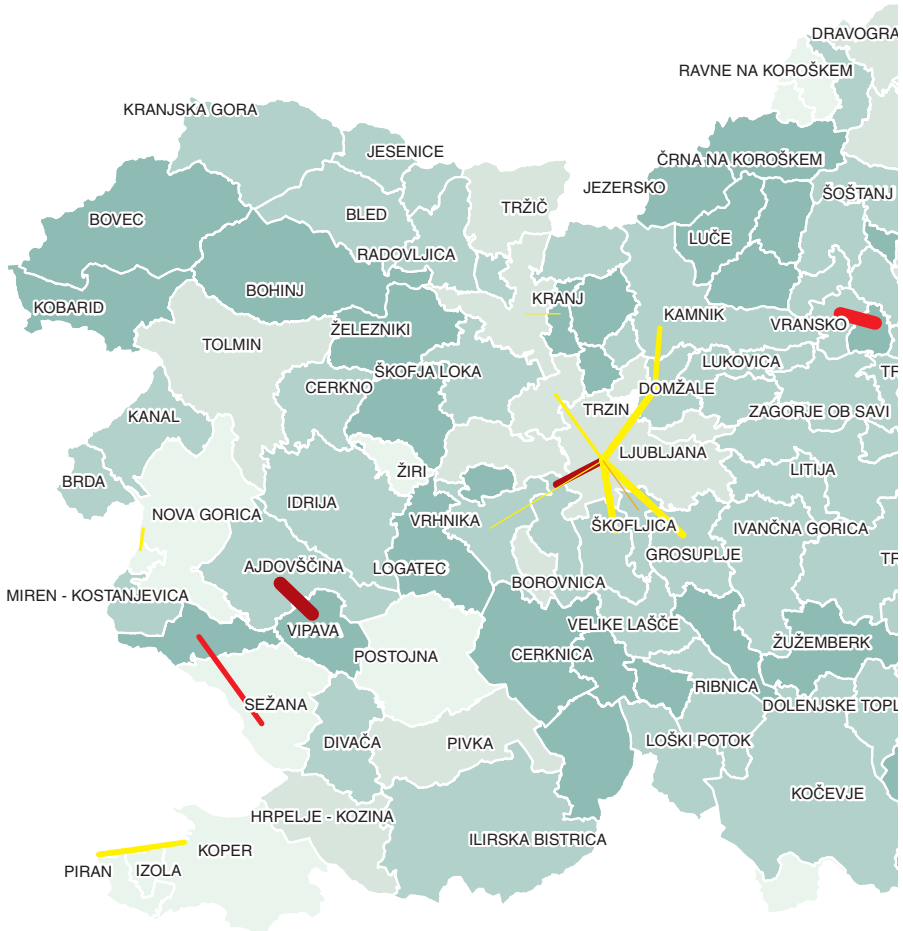 DRAVOGRA
RAVNE NA KOROŠKEM
KRANJSKA GORA
JESENICE
ČRNA NA KOROŠKEM
JEZERSKO
ŠOŠTANJ
TRŽIČ
BLED
BOVEC
LUČE
RADOVLJICA
BOHINJ
KRANJ
KOBARID
KAMNIK
VRANSKO
ŽELEZNIKI
TOLMIN
LUKOVICA
ŠKOFJA LOKA
TR
CERKNO
DOMŽALE
TRZIN
ZAGORJE OB SAVI
KANAL
LJUBLJANA
ŽIRI
LITIJA
BRDA
IDRIJA
NOVA GORICA
VRHNIKA
ŠKOFLJICA
IVANČNA GORICA
GROSUPLJE
TR
AJDOVŠČINA
LOGATEC
BOROVNICA
MIREN - KOSTANJEVICA
VELIKE LAŠČE
VIPAVA
ŽUŽEMBERK
POSTOJNA
CERKNICA
RIBNICA
SEŽANA
DOLENJSKE TOPL
DIVAČA
PIVKA
LOŠKI POTOK
KOČEVJE
HRPELJE - KOZINA
ILIRSKA BISTRICA
KOPER
PIRAN
IZOLA